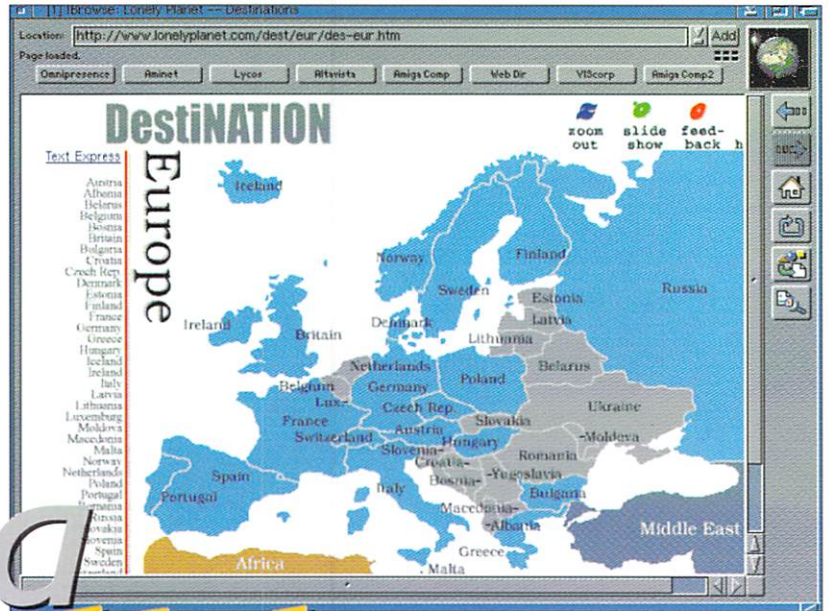 [1] IBrowse: Lonely Planet -- Destinations
Location: http://www.lonelyplanet.com/dest/eur/des-eur.htm Add
Page loaded.
Omnipresence Aminet Lycos Altavista Amiga Comp Web Dir VIScorp Amiga Comp2
DestiNATION
zoom out
slide show
feed-back
h
Text Express
Europe
Austria
Albania
Belarus
Belgium
Bosnia
Britain
Bulgaria
Croatia
Czech Rep
Denmark
Estonia
Finland
France
Germany
Greece
Hungary
Iceland
Ireland
Italy
Latvia
Lithuania
Luxemburg
Moldova
Macedonia
Malta
Norway
Netherlands
Poland
Portugal
Romania
Russia
Slovakia
Slovenia
Spain
Sweden
Iceland
Norway
Finland
Sweden
Russia
Estonia
Latvia
Lithuania
Ireland
Britain
Denmark
Belarus
Netherlands
Belgium
Germany
Poland
Lux.-
Czech Rep.
Ukraine
France
Slovakia
Switzerland
Austria
Hungary
-Moldova
Slovenia-
Romania
Croatia-
Spain
Bosnia-
-Yugoslavia
Italy
Bulgaria
Portugal
Macedonia-
-Albania
Middle East
Greece
Africa
Malta
a